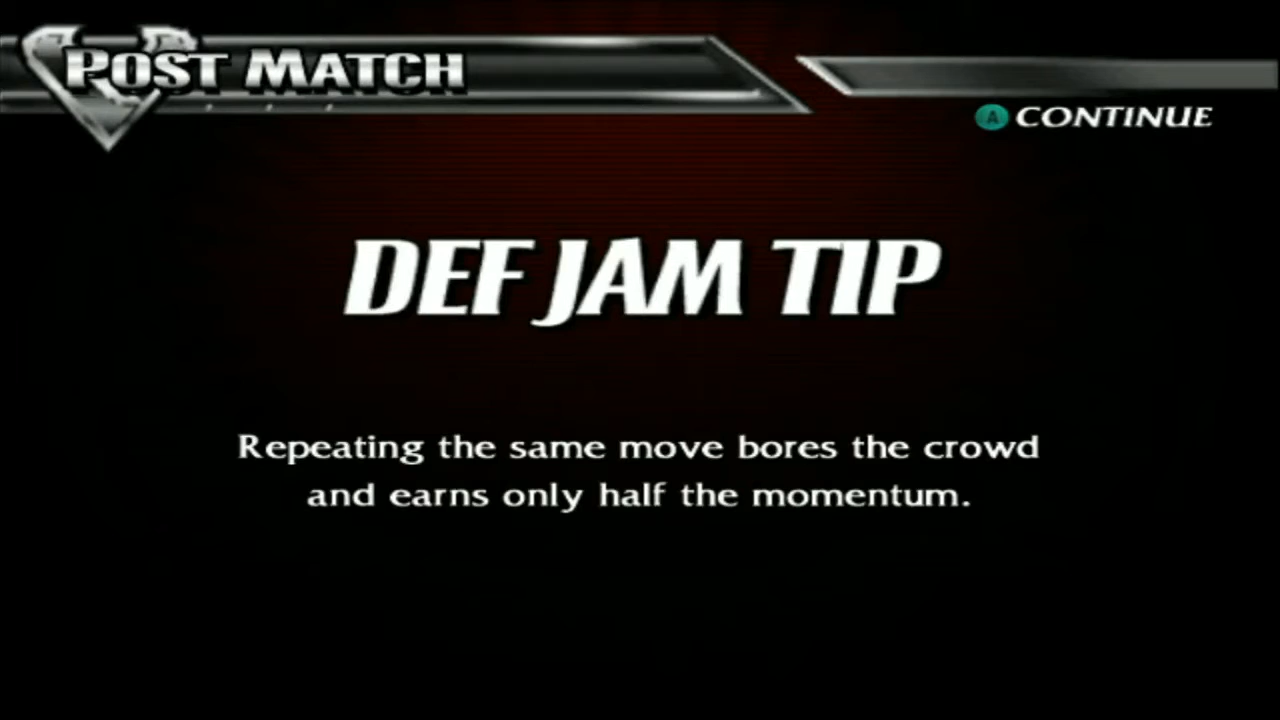 POST MATCH
A CONTINUE
DEF JAM TIP
Repeating the same move bores the crowd
and earns only half the momentum.